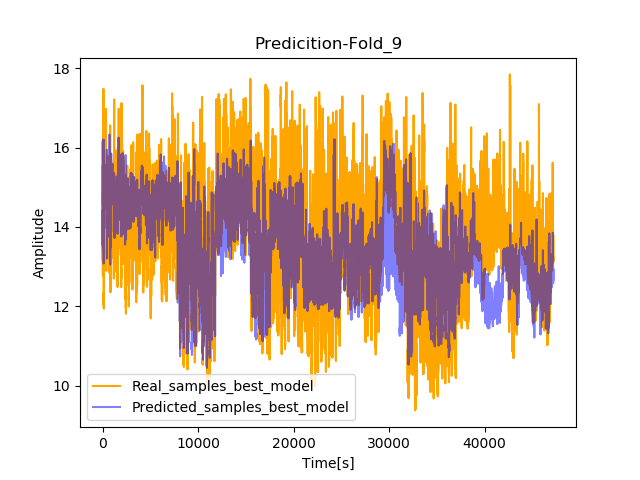 Predicition-Fold_9
18
16
14
12
10
Amplitude
Real_samples_best_model
Predicted_samples_best_model
0 10000 20000 30000 40000
Time[s]